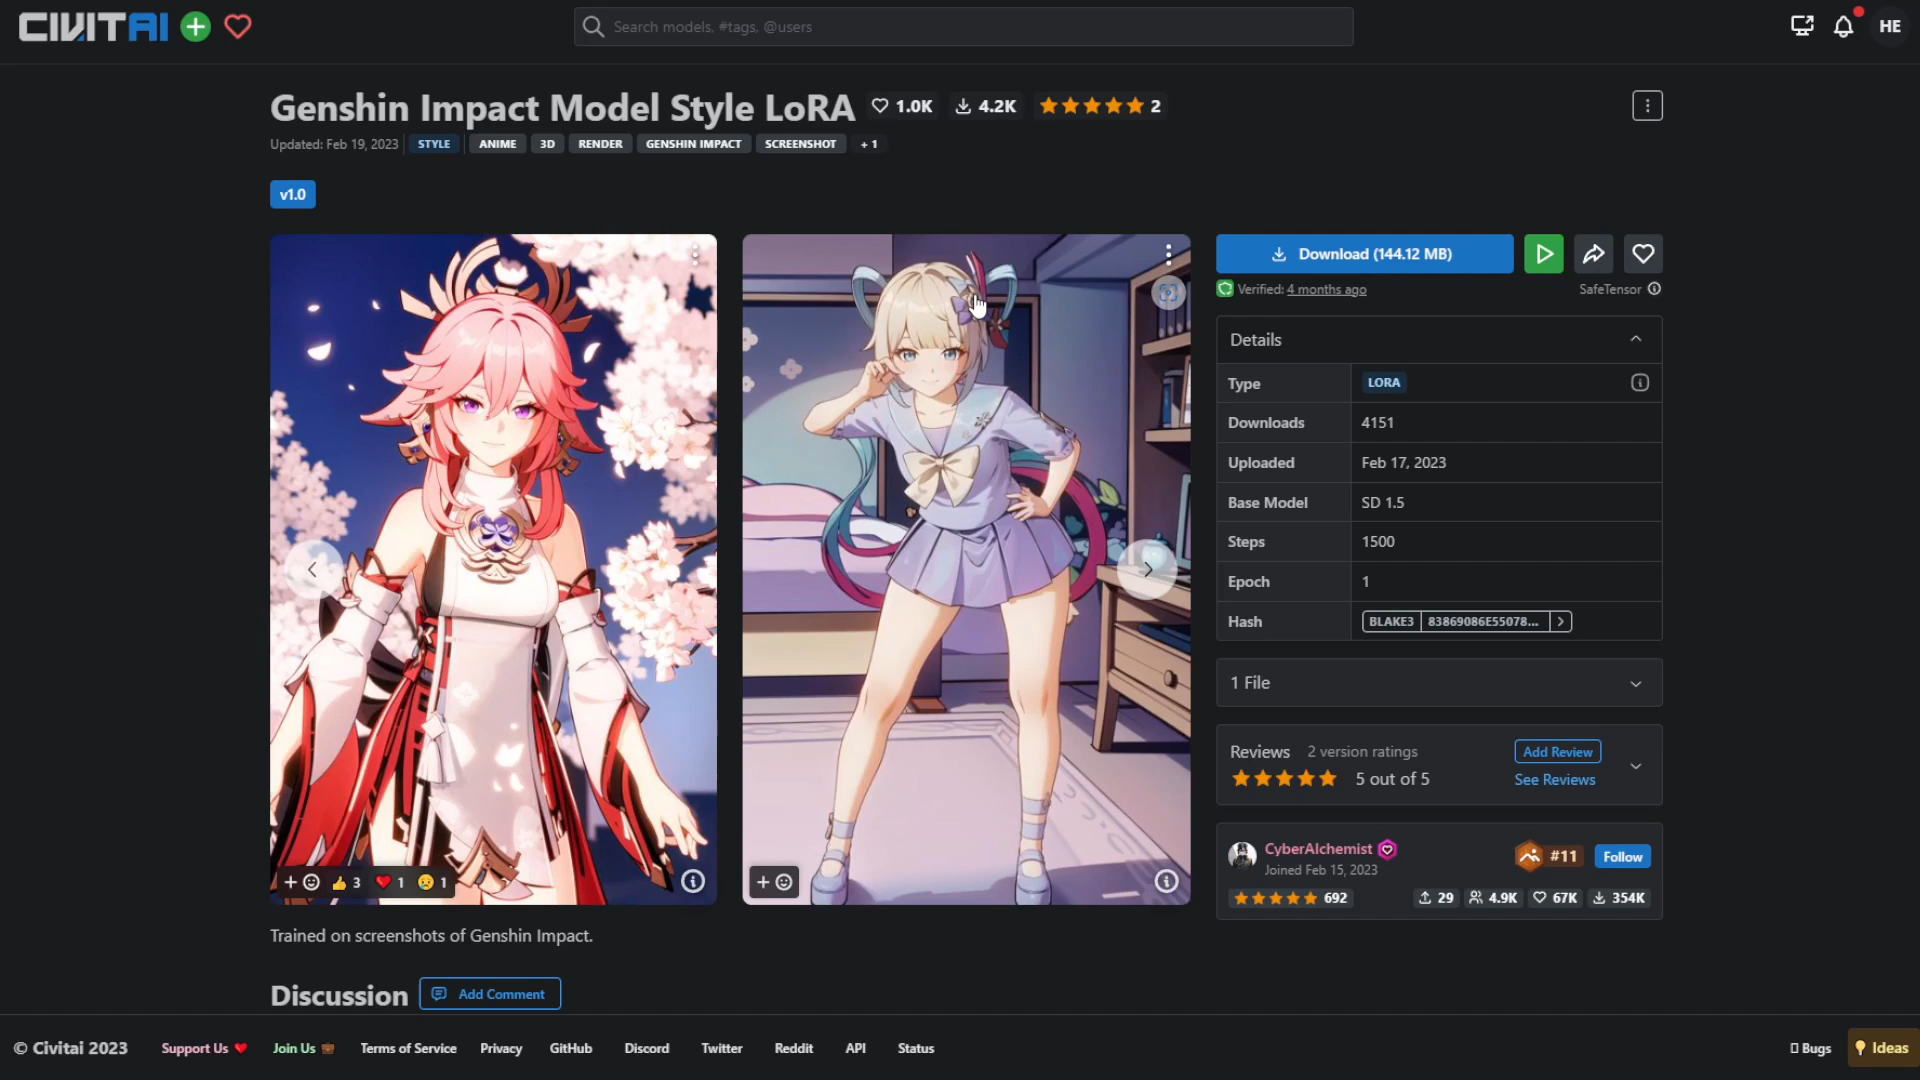 CIVITAI
Search models, #tags, @users
HE
Genshin Impact Model Style LoRA 1.0K 4.2K 2
Updated: Feb 19, 2023 STYLE ANIME 3D RENDER GENSHIN IMPACT SCREENSHOT + 1
v1.0
Download (144.12 MB)
Verified: 4 months ago SafeTensor
Details
Type LORA
Downloads 4151
Uploaded Feb 17, 2023
Base Model SD 1.5
Steps 1500
Epoch 1
Hash BLAKE3 83869086E55078...
1 File
Reviews 2 version ratings Add Review
5 out of 5 See Reviews
CyberAlchemist #11 Follow
Joined Feb 15, 2023
692 29 4.9K 67K 354K
+ 3 1 1
+
Trained on screenshots of Genshin Impact.
Discussion Add Comment
© Civitai 2023 Support Us Join Us Terms of Service Privacy GitHub Discord Twitter Reddit API Status Bugs Ideas